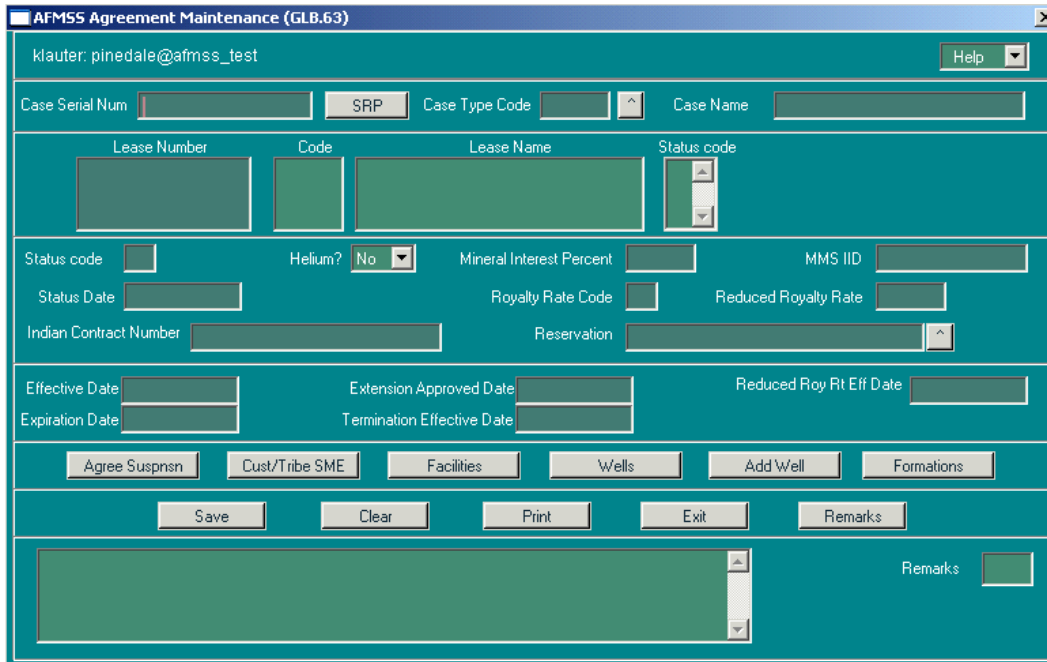 AFMSS Agreement Maintenance (GLB.63)
klauter: pinedale@afmss_test Help
Case Serial Num SRP Case Type Code ^ Case Name
Lease Number Code Lease Name Status code
Status code Helium? No Mineral Interest Percent MMS IID
Status Date Royalty Rate Code Reduced Royalty Rate
Indian Contract Number Reservation ^
Effective Date Extension Approved Date Reduced Roy Rt Eff Date
Expiration Date Termination Effective Date
Agree Suspnsn Cust/Tribe SME Facilities Wells Add Well Formations
Save Clear Print Exit Remarks
Remarks